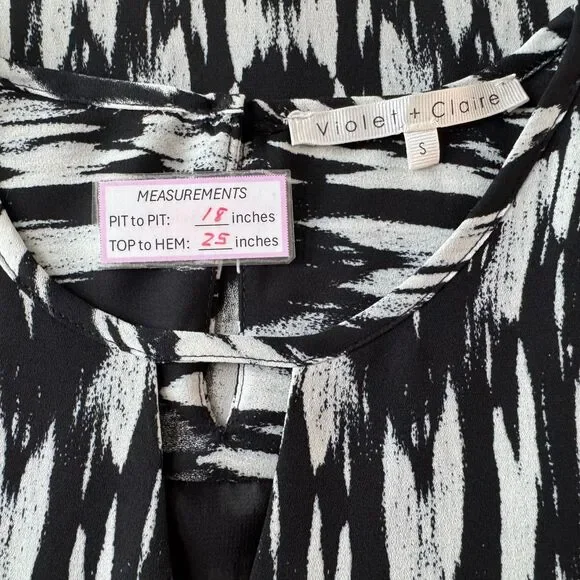 Violet + Claire
S
MEASUREMENTS
PIT to PIT: 18 inches
TOP to HEM: 25 inches